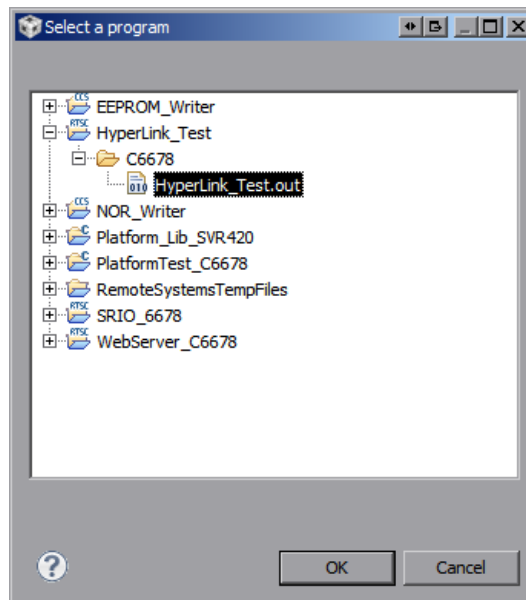 Select a program
CCS
EEPROM_Writer
RTSC
HyperLink_Test
C6678
010
HyperLink_Test.out
CCS
NOR_Writer
C
Platform_Lib_SVR420
C
PlatformTest_C6678
RemoteSystemsTempFiles
RTSC
SRIO_6678
RTSC
WebServer_C6678
?
OK
Cancel